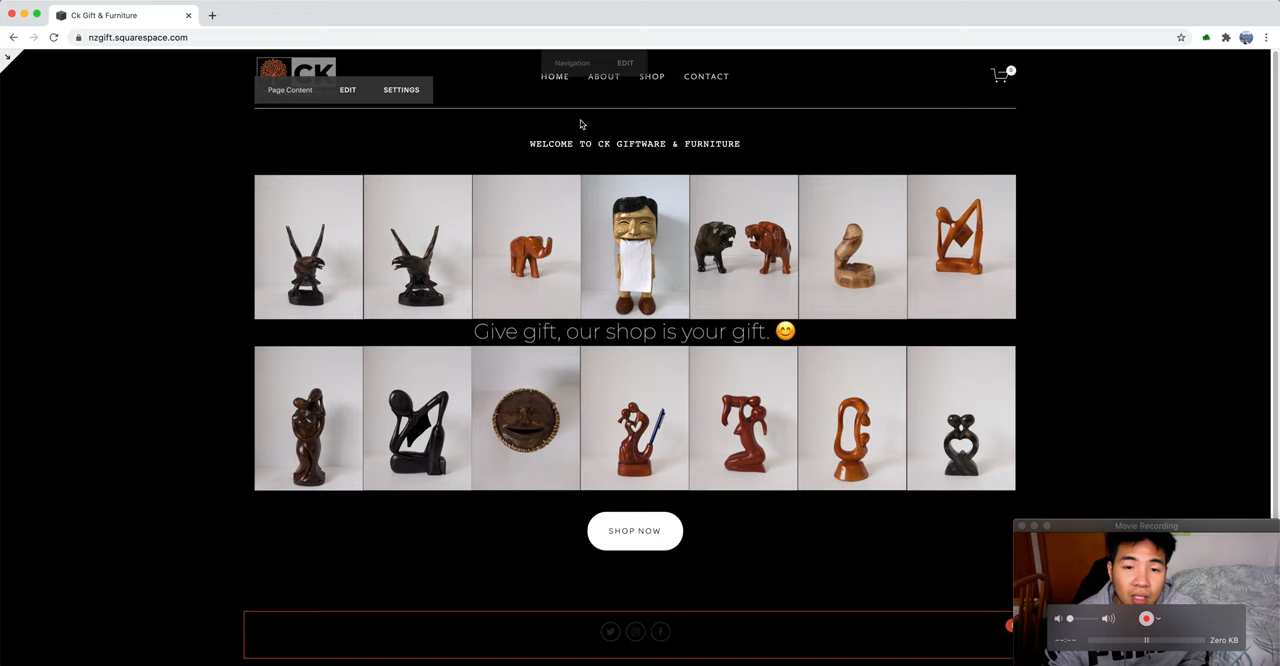 Ck Gift & Furniture
nzgift.squarespace.com
CK
Navigation EDIT
HOME ABOUT SHOP CONTACT
0
Page Content EDIT SETTINGS
WELCOME TO CK GIFTWARE & FURNITURE
Give gift, our shop is your gift. 😊
SHOP NOW
Movie Recording
--:--
Zero KB